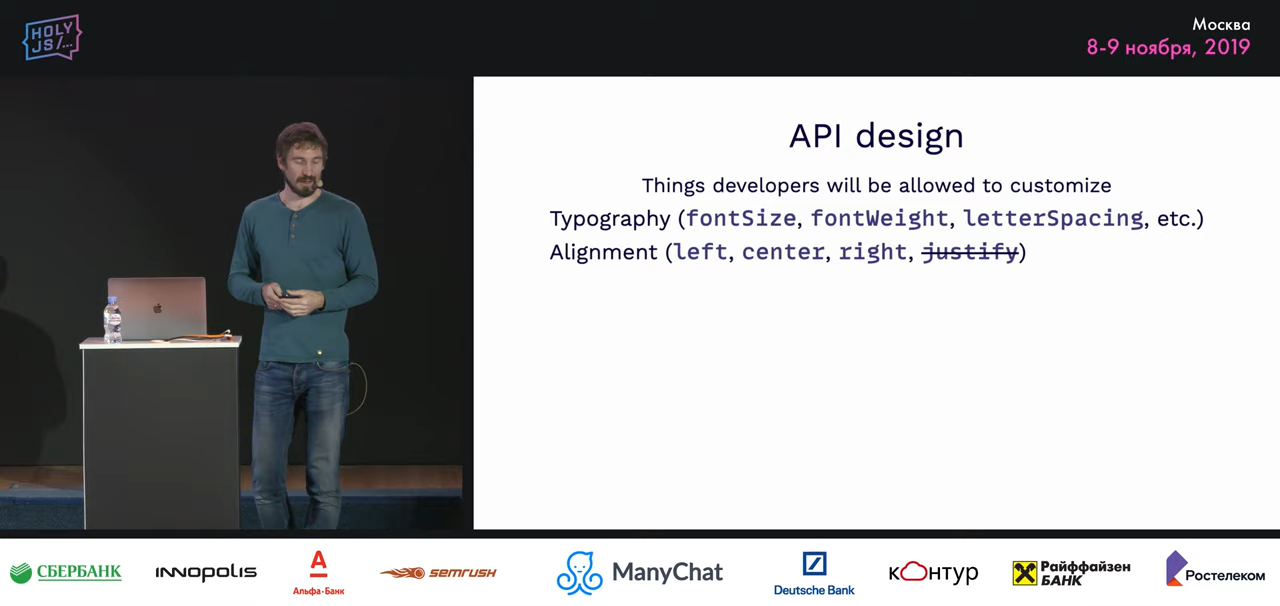 HOLY
JS/...
Москва
8-9 ноября, 2019
API design
Things developers will be allowed to customize
Typography (fontSize, fontWeight, letterSpacing, etc.)
Alignment (left, center, right, justify)
СБЕРБАНК
INNOPOLIS
А
Альфа·Банк
semrush
ManyChat
Deutsche Bank
контур
Райффайзен
БАНК
Ростелеком